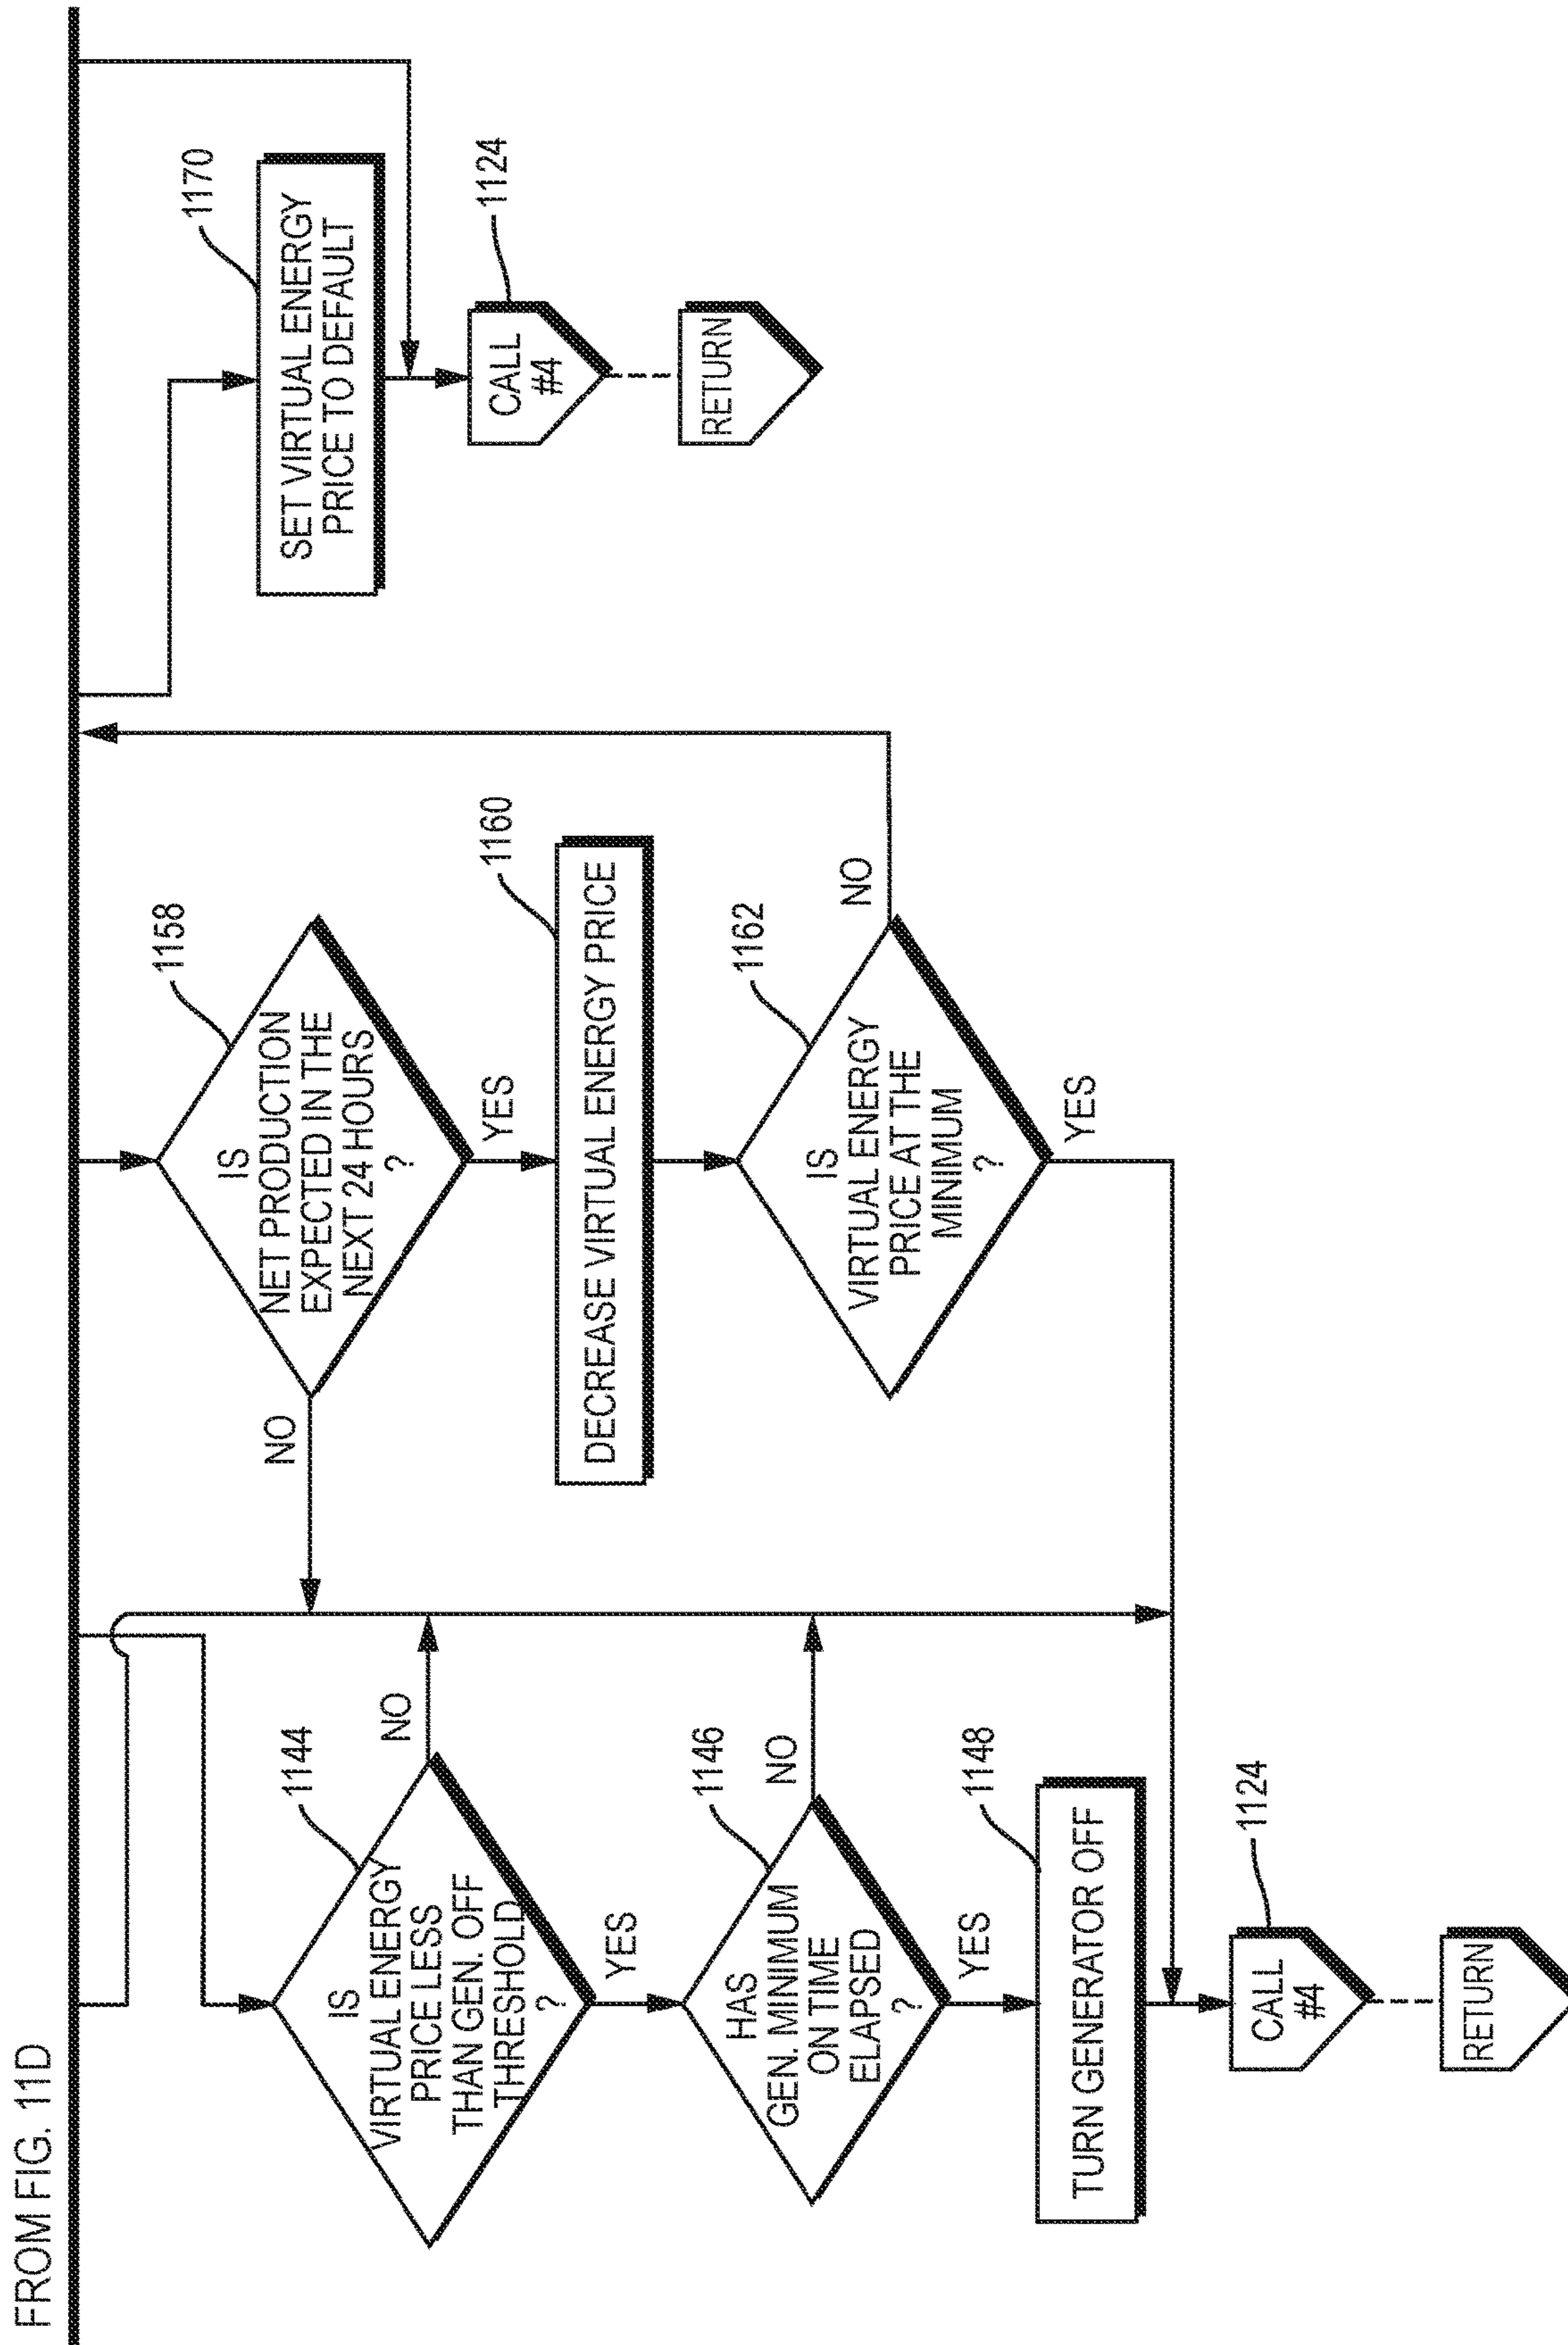 FROM FIG. 11D
IS
VIRTUAL ENERGY
PRICE LESS
THAN GEN. OFF
THRESHOLD
?
1144
NO
YES
HAS
GEN. MINIMUM
ON TIME
ELAPSED
?
1146
NO
YES
TURN GENERATOR OFF
1148
CALL
#4
1124
RETURN
IS
NET PRODUCTION
EXPECTED IN THE
NEXT 24 HOURS
?
1158
NO
YES
DECREASE VIRTUAL ENERGY PRICE
1160
IS
VIRTUAL ENERGY
PRICE AT THE
MINIMUM
?
1162
NO
YES
SET VIRTUAL ENERGY
PRICE TO DEFAULT
1170
CALL
#4
1124
RETURN